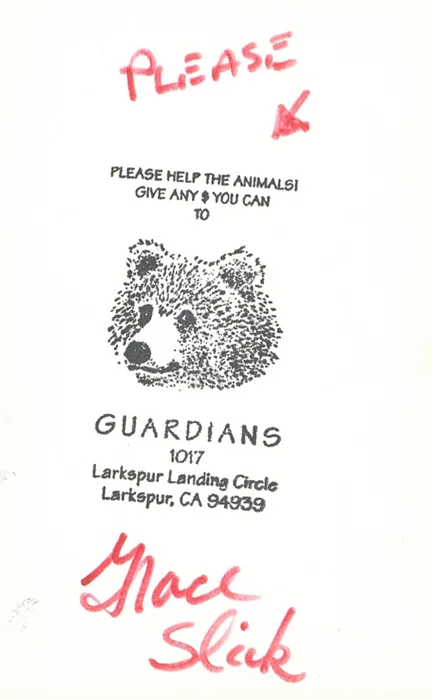 PLEASE
PLEASE HELP THE ANIMALS!
GIVE ANY $ YOU CAN
TO
GUARDIANS
1017
Larkspur Landing Circle
Larkspur, CA 94939
Grace
Slick